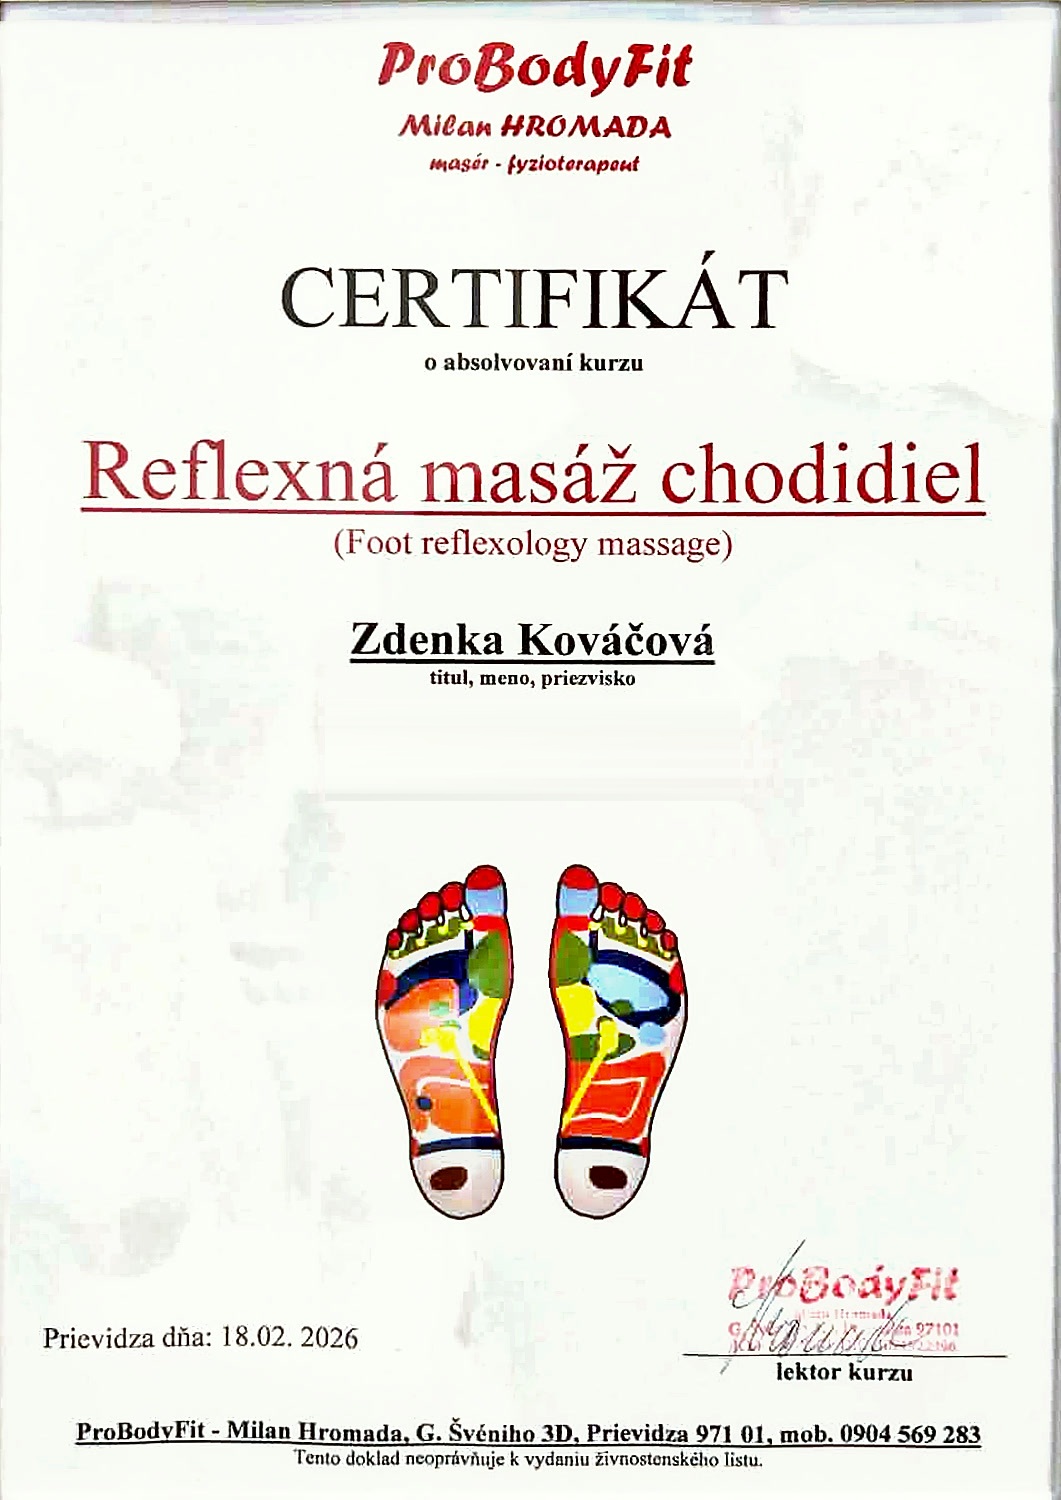 ProBodyFit
Milan HROMADA
masér - fyzioterapeut
CERTIFIKÁT
o absolvovaní kurzu
Reflexná masáž chodidiel
(Foot reflexology massage)
Zdenka Kováčová
titul, meno, priezvisko
ProBodyFit
97101
Prievidza dňa: 18.02. 2026
lektor kurzu
ProBodyFit - Milan Hromada, G. Švéniho 3D, Prievidza 971 01, mob. 0904 569 283
Tento doklad neoprávňuje k vydaniu živnostenského listu.